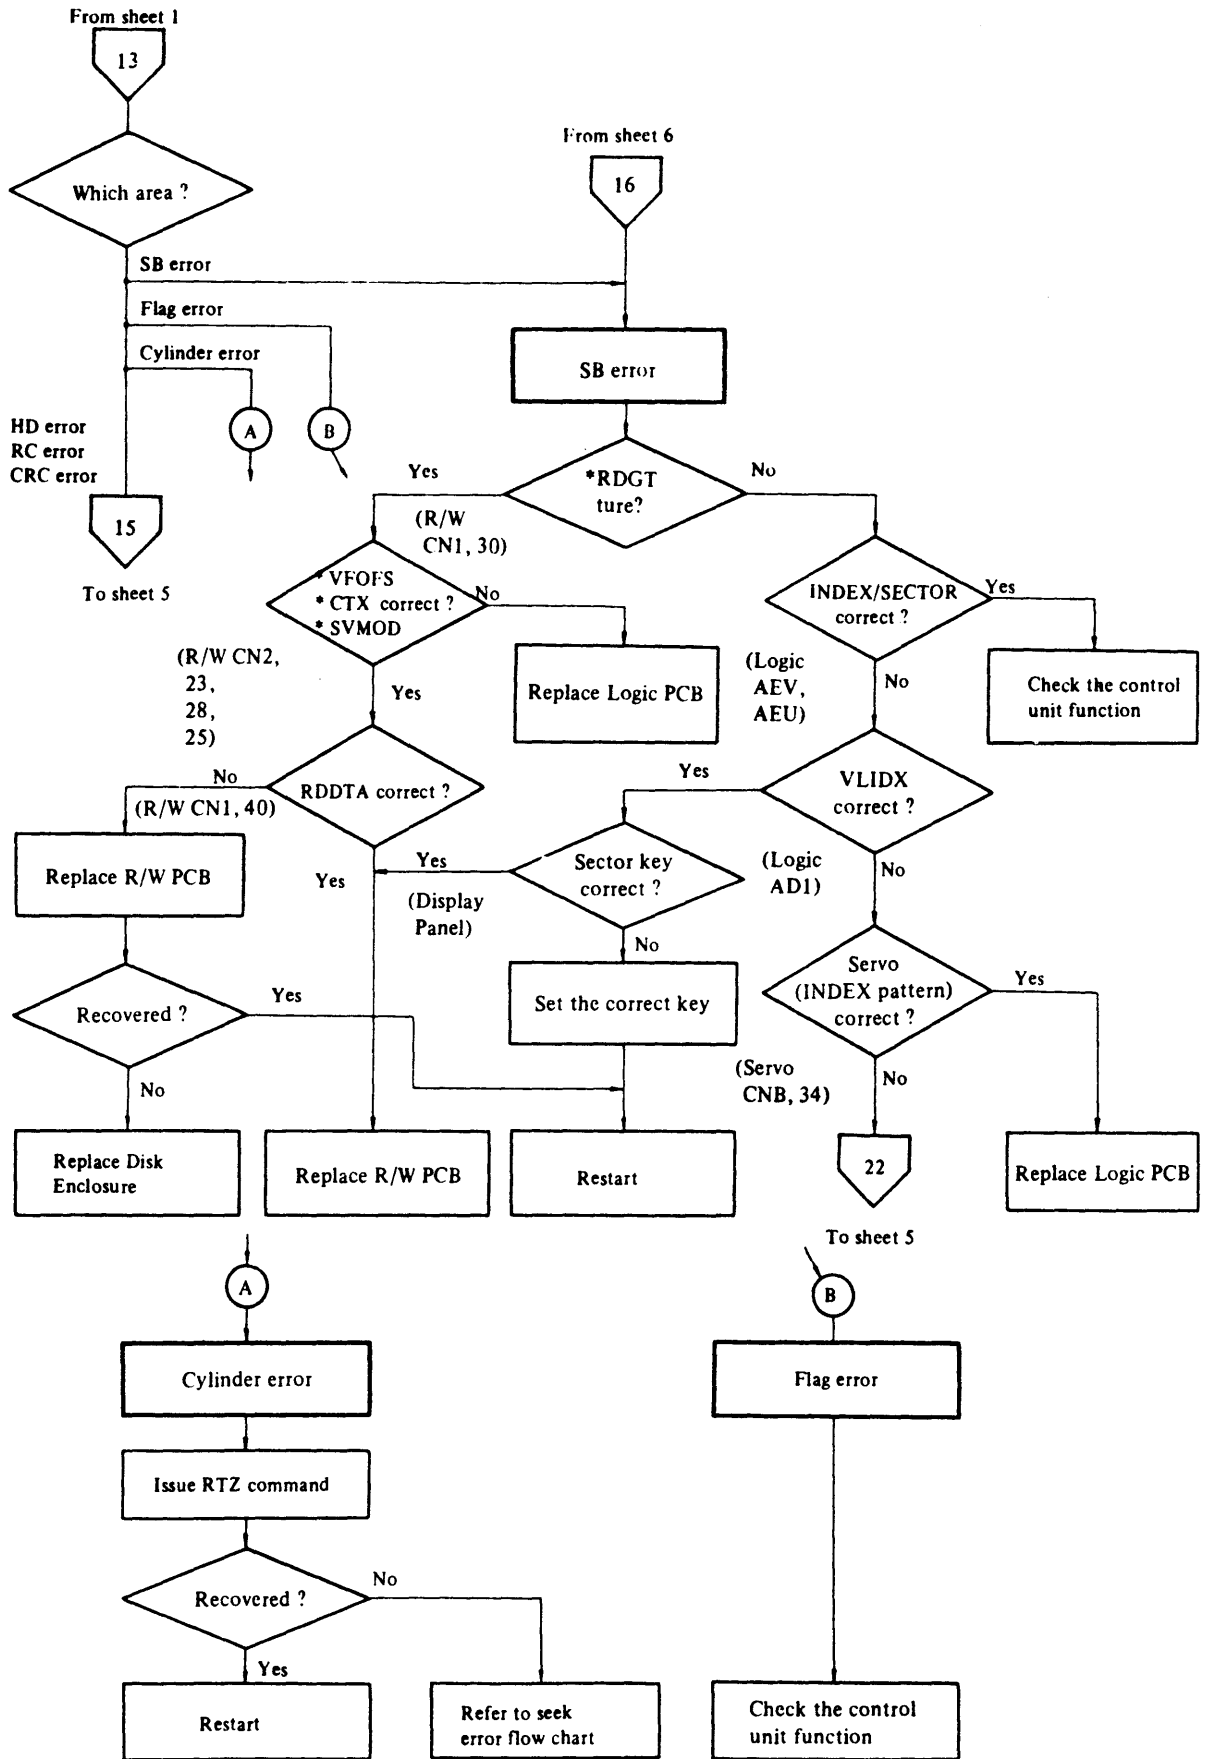 From sheet 1
13
Which area ?
From sheet 6
16
SB error
Flag error
Cylinder error
HD error
RC error
CRC error
A
B
15
To sheet 5
SB error
*RDGT
ture?
Yes
No
(R/W
CN1, 30)
* VFOFS
* CTX correct ?
* SVMOD
No
Yes
(R/W CN2,
23,
28,
25)
Replace Logic PCB
INDEX/SECTOR
correct ?
Yes
No
(Logic
AEV,
AEU)
Check the control
unit function
RDDTA correct ?
No
(R/W CN1, 40)
Yes
VLIDX
correct ?
Yes
No
(Logic
AD1)
Replace R/W PCB
Sector key
correct ?
Yes
(Display
Panel)
No
Set the correct key
Servo
(INDEX pattern)
correct ?
Yes
No
(Servo
CNB, 34)
Recovered ?
Yes
No
Replace Disk
Enclosure
Replace R/W PCB
Restart
22
To sheet 5
Replace Logic PCB
A
Cylinder error
Issue RTZ command
Recovered ?
No
Yes
Restart
Refer to seek
error flow chart
B
Flag error
Check the control
unit function